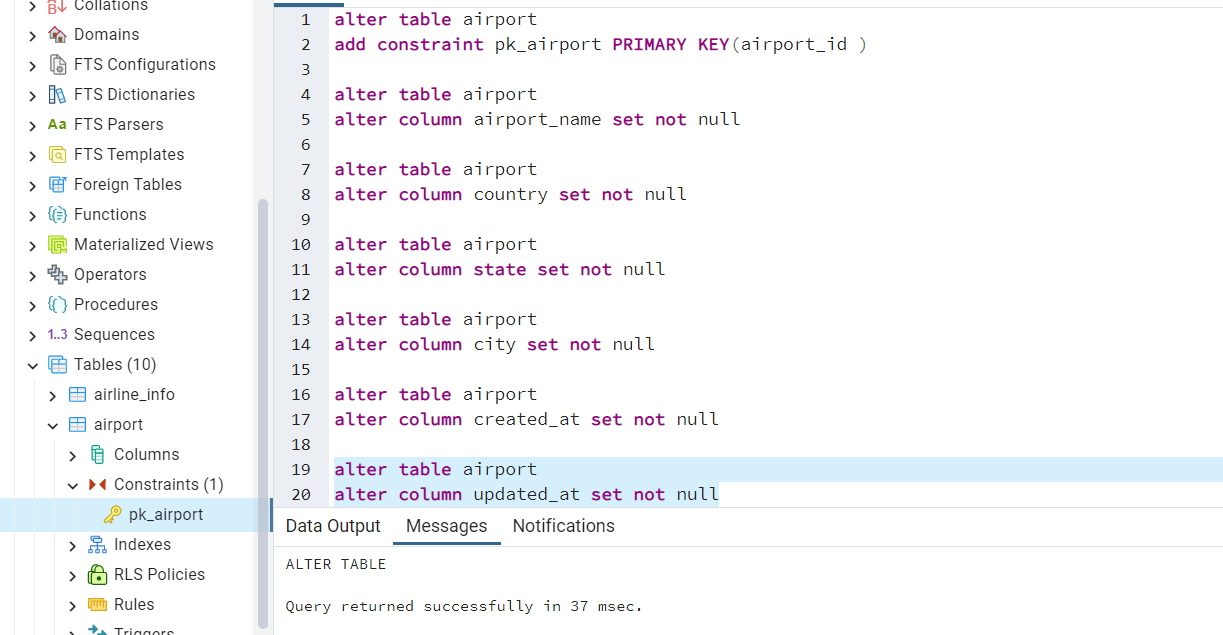 Collations
Domains
FTS Configurations
FTS Dictionaries
Aa FTS Parsers
FTS Templates
Foreign Tables
Functions
Materialized Views
Operators
Procedures
1..3 Sequences
Tables (10)
airline_info
airport
Columns
Constraints (1)
pk_airport
Indexes
RLS Policies
Rules
Triggers
1 alter table airport
2 add constraint pk_airport PRIMARY KEY(airport_id )
3
4 alter table airport
5 alter column airport_name set not null
6
7 alter table airport
8 alter column country set not null
9
10 alter table airport
11 alter column state set not null
12
13 alter table airport
14 alter column city set not null
15
16 alter table airport
17 alter column created_at set not null
18
19 alter table airport
20 alter column updated_at set not null
Data Output Messages Notifications
ALTER TABLE
Query returned successfully in 37 msec.